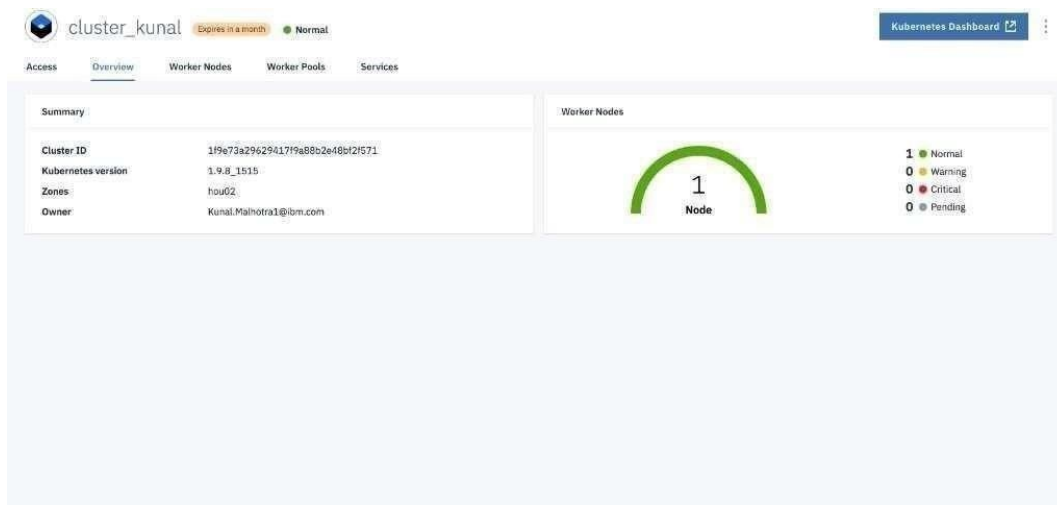 cluster_kunal Expires in a month Normal Kubernetes Dashboard
Access Overview Worker Nodes Worker Pools Services
Summary
Cluster ID 1f9e73a29629417f9a88b2e48bf2f571
Kubernetes version 1.9.8_1515
Zones hou02
Owner Kunal.Malhotra1@ibm.com
Worker Nodes
1
Node
1 Normal
0 Warning
0 Critical
0 Pending